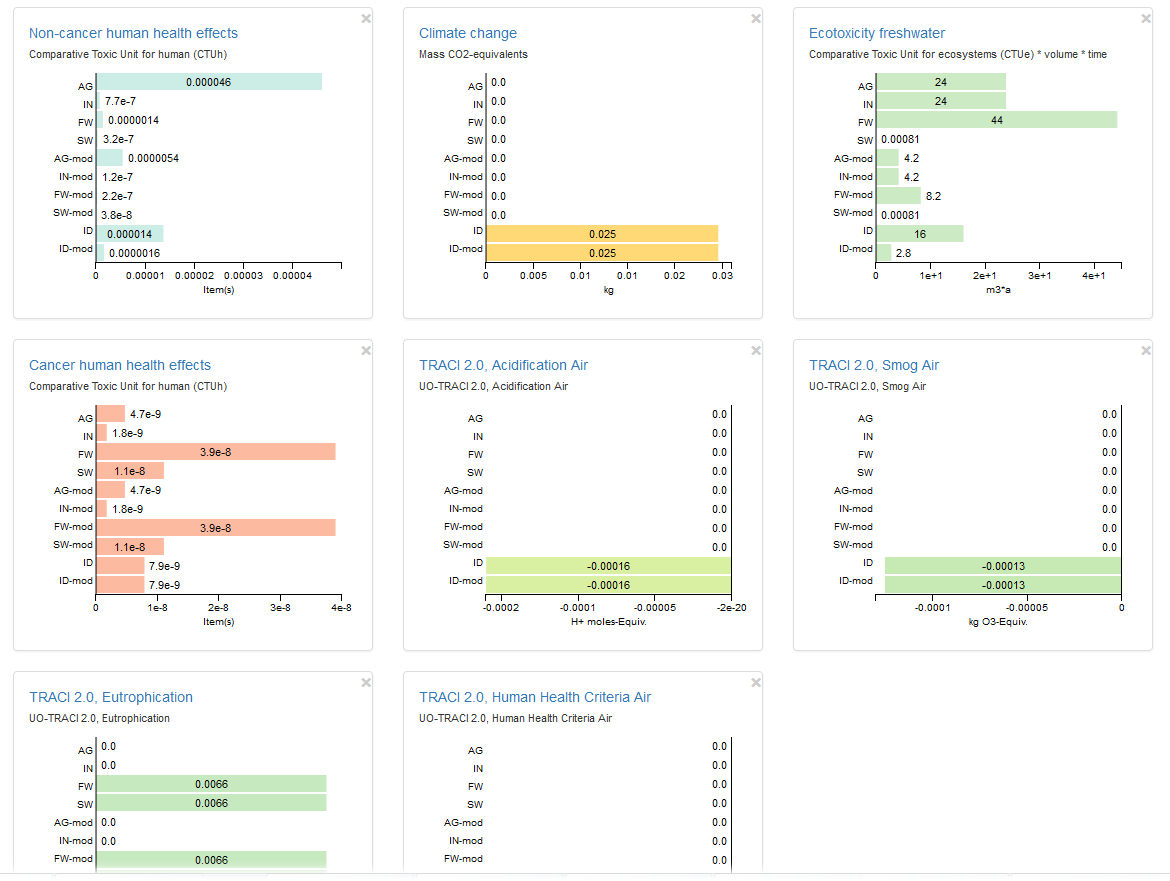 Non-cancer human health effects
Comparative Toxic Unit for human (CTUh)
AG 0.000046
IN 7.7e-7
FW 0.0000014
SW 3.2e-7
AG-mod 0.0000054
IN-mod 1.2e-7
FW-mod 2.2e-7
SW-mod 3.8e-8
ID 0.000014
ID-mod 0.0000016
0 0.00001 0.00002 0.00003 0.00004
Item(s)
Climate change
Mass CO2-equivalents
AG 0.0
IN 0.0
FW 0.0
SW 0.0
AG-mod 0.0
IN-mod 0.0
FW-mod 0.0
SW-mod 0.0
ID 0.025
ID-mod 0.025
0 0.005 0.01 0.01 0.02 0.03
kg
Ecotoxicity freshwater
Comparative Toxic Unit for ecosystems (CTUe) * volume * time
AG 24
IN 24
FW 44
SW 0.00081
AG-mod 4.2
IN-mod 4.2
FW-mod 8.2
SW-mod 0.00081
ID 16
ID-mod 2.8
0 1e+1 2e+1 3e+1 4e+1
m3*a
Cancer human health effects
Comparative Toxic Unit for human (CTUh)
AG 4.7e-9
IN 1.8e-9
FW 3.9e-8
SW 1.1e-8
AG-mod 4.7e-9
IN-mod 1.8e-9
FW-mod 3.9e-8
SW-mod 1.1e-8
ID 7.9e-9
ID-mod 7.9e-9
0 1e-8 2e-8 3e-8 4e-8
Item(s)
TRACI 2.0, Acidification Air
UO-TRACI 2.0, Acidification Air
AG 0.0
IN 0.0
FW 0.0
SW 0.0
AG-mod 0.0
IN-mod 0.0
FW-mod 0.0
SW-mod 0.0
ID -0.00016
ID-mod -0.00016
-0.0002 -0.0001 -0.00005 -2e-20
H+ moles-Equiv.
TRACI 2.0, Smog Air
UO-TRACI 2.0, Smog Air
AG 0.0
IN 0.0
FW 0.0
SW 0.0
AG-mod 0.0
IN-mod 0.0
FW-mod 0.0
SW-mod 0.0
ID -0.00013
ID-mod -0.00013
-0.0001 -0.00005 0
kg O3-Equiv.
TRACI 2.0, Eutrophication
UO-TRACI 2.0, Eutrophication
AG 0.0
IN 0.0
FW 0.0066
SW 0.0066
AG-mod 0.0
IN-mod 0.0
FW-mod 0.0066
TRACI 2.0, Human Health Criteria Air
UO-TRACI 2.0, Human Health Criteria Air
AG 0.0
IN 0.0
FW 0.0
SW 0.0
AG-mod 0.0
IN-mod 0.0
FW-mod 0.0